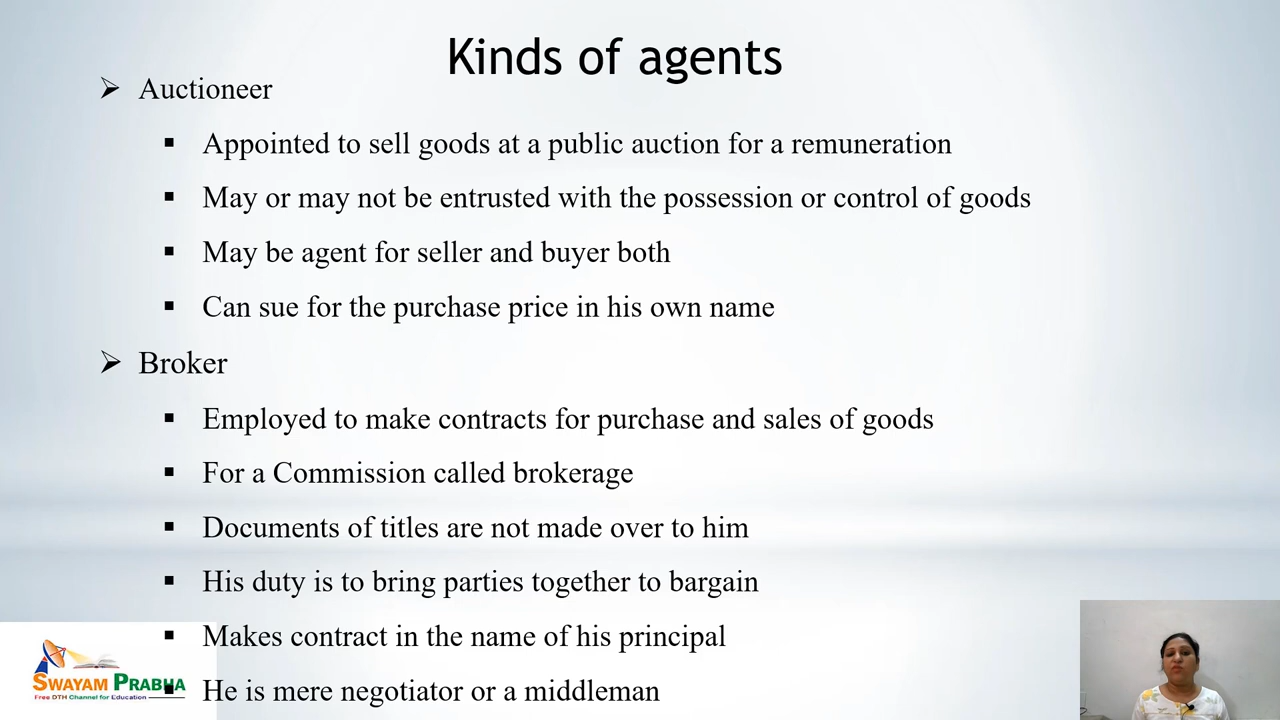 Kinds of agents
➢ Auctioneer
▪ Appointed to sell goods at a public auction for a remuneration
▪ May or may not be entrusted with the possession or control of goods
▪ May be agent for seller and buyer both
▪ Can sue for the purchase price in his own name
➢ Broker
▪ Employed to make contracts for purchase and sales of goods
▪ For a Commission called brokerage
▪ Documents of titles are not made over to him
▪ His duty is to bring parties together to bargain
▪ Makes contract in the name of his principal
▪ He is mere negotiator or a middleman
SWAYAM PRABHA
Free DTH Channel for Education